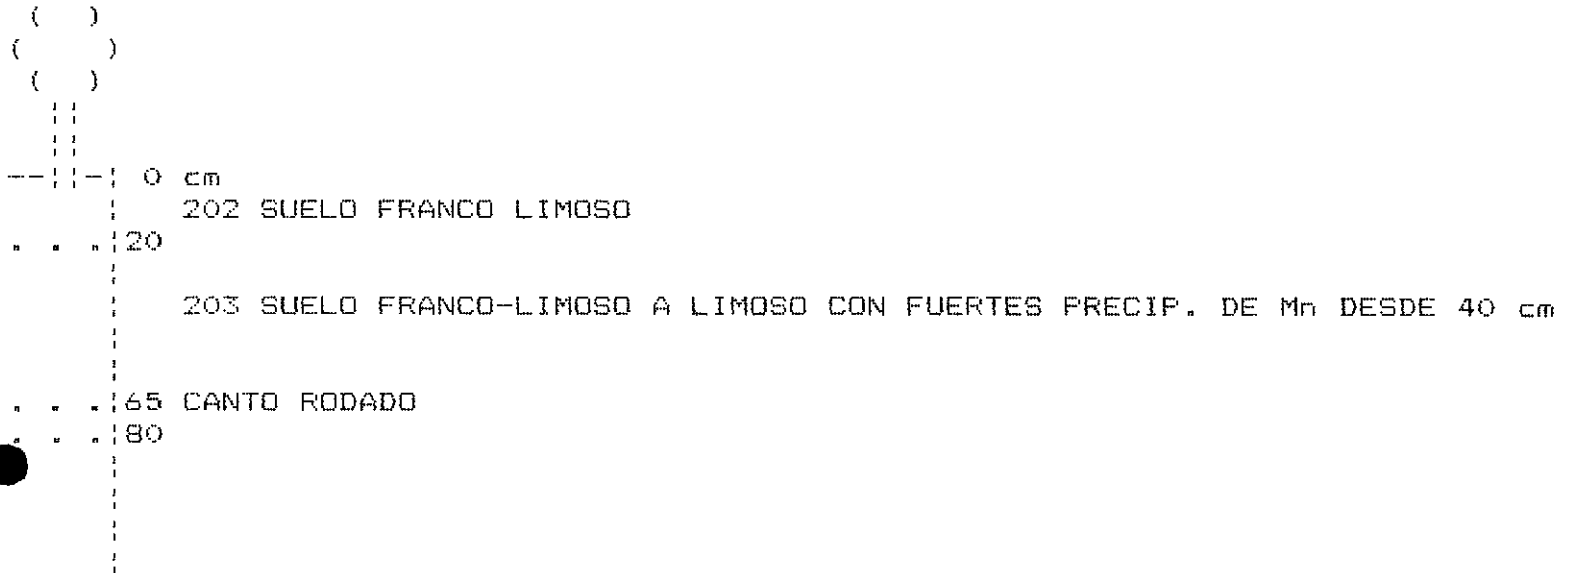 0 cm
202 SUELO FRANCO LIMOSO
20
203 SUELO FRANCO-LIMOSO A LIMOSO CON FUERTES PRECIP. DE Mn DESDE 40 cm
65 CANTO RODADO
80